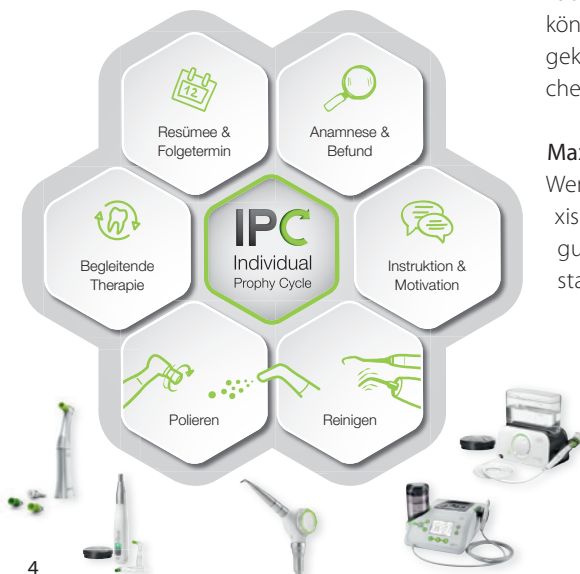 12
Resümee &
Folgetermin
Anamnese &
Befund
Begleitende
Therapie
IPC
Individual
Prophy Cycle
Instruktion &
Motivation
Polieren
Reinigen
4
kön
gek
che
Ma
Wer
xis
gu
sta